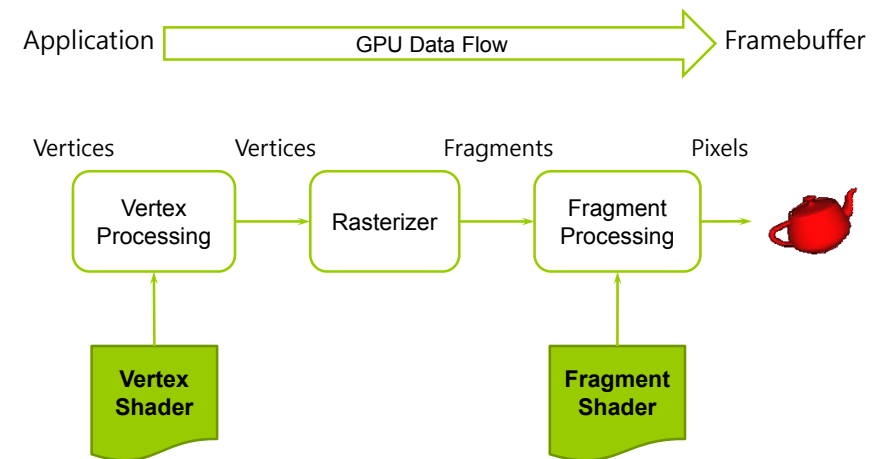 Application
GPU Data Flow
Framebuffer
Vertices
Vertices
Fragments
Pixels
Vertex
Processing
Rasterizer
Fragment
Processing
Vertex
Shader
Fragment
Shader